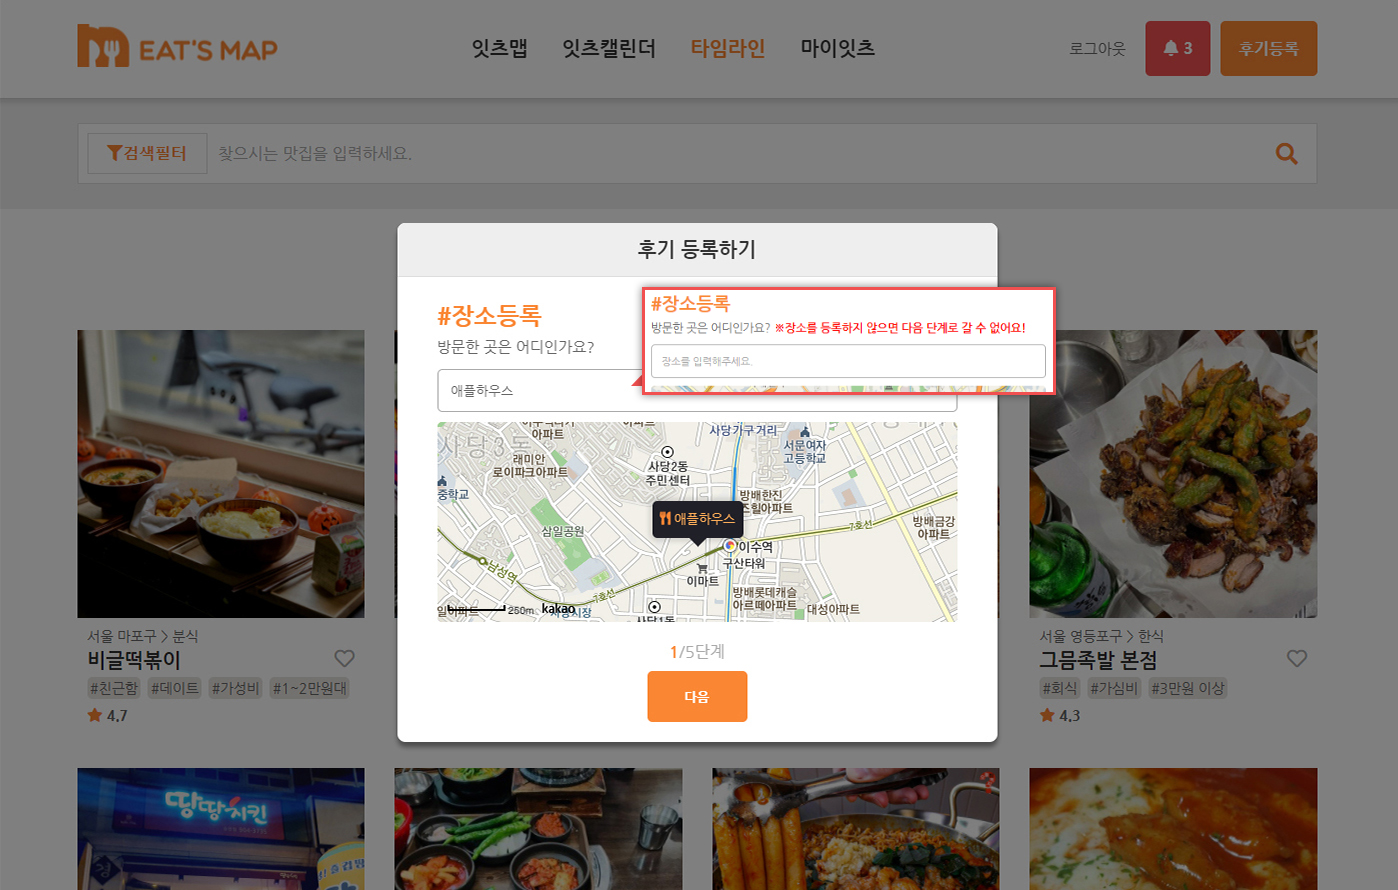 EAT'S MAP
잇츠맵
잇츠캘린더
타임라인
마이잇츠
로그아웃
3
후기등록
검색필터
찾으시는 맛집을 입력하세요.
후기 등록하기
#장소등록
방문한 곳은 어디인가요?
애플하우스
#장소등록
방문한 곳은 어디인가요? ※장소를 등록하지 않으면 다음 단계로 갈 수 없어요!
장소를 입력해주세요.
사당3동
아파트
사당가구거리
서문여자
고등학교
래미안
로이파크아파트
사당2동
주민센터
중학교
방배한진
아파트
애플하우스
삼일공원
7호선
방배금강
아파트
이수역
구산타워
남성역
이마트
7호선
방배롯데캐슬
아르떼아파트
대성아파트
250m
kakao
사당시장
사당1동
1/5단계
다음
서울 마포구 > 분식
비글떡볶이
#친근함
#데이트
#가성비
#1~2만원대
4.7
서울 영등포구 > 한식
그믐족발 본점
#회식
#가심비
#3만원 이상
4.3
땅땅치킨